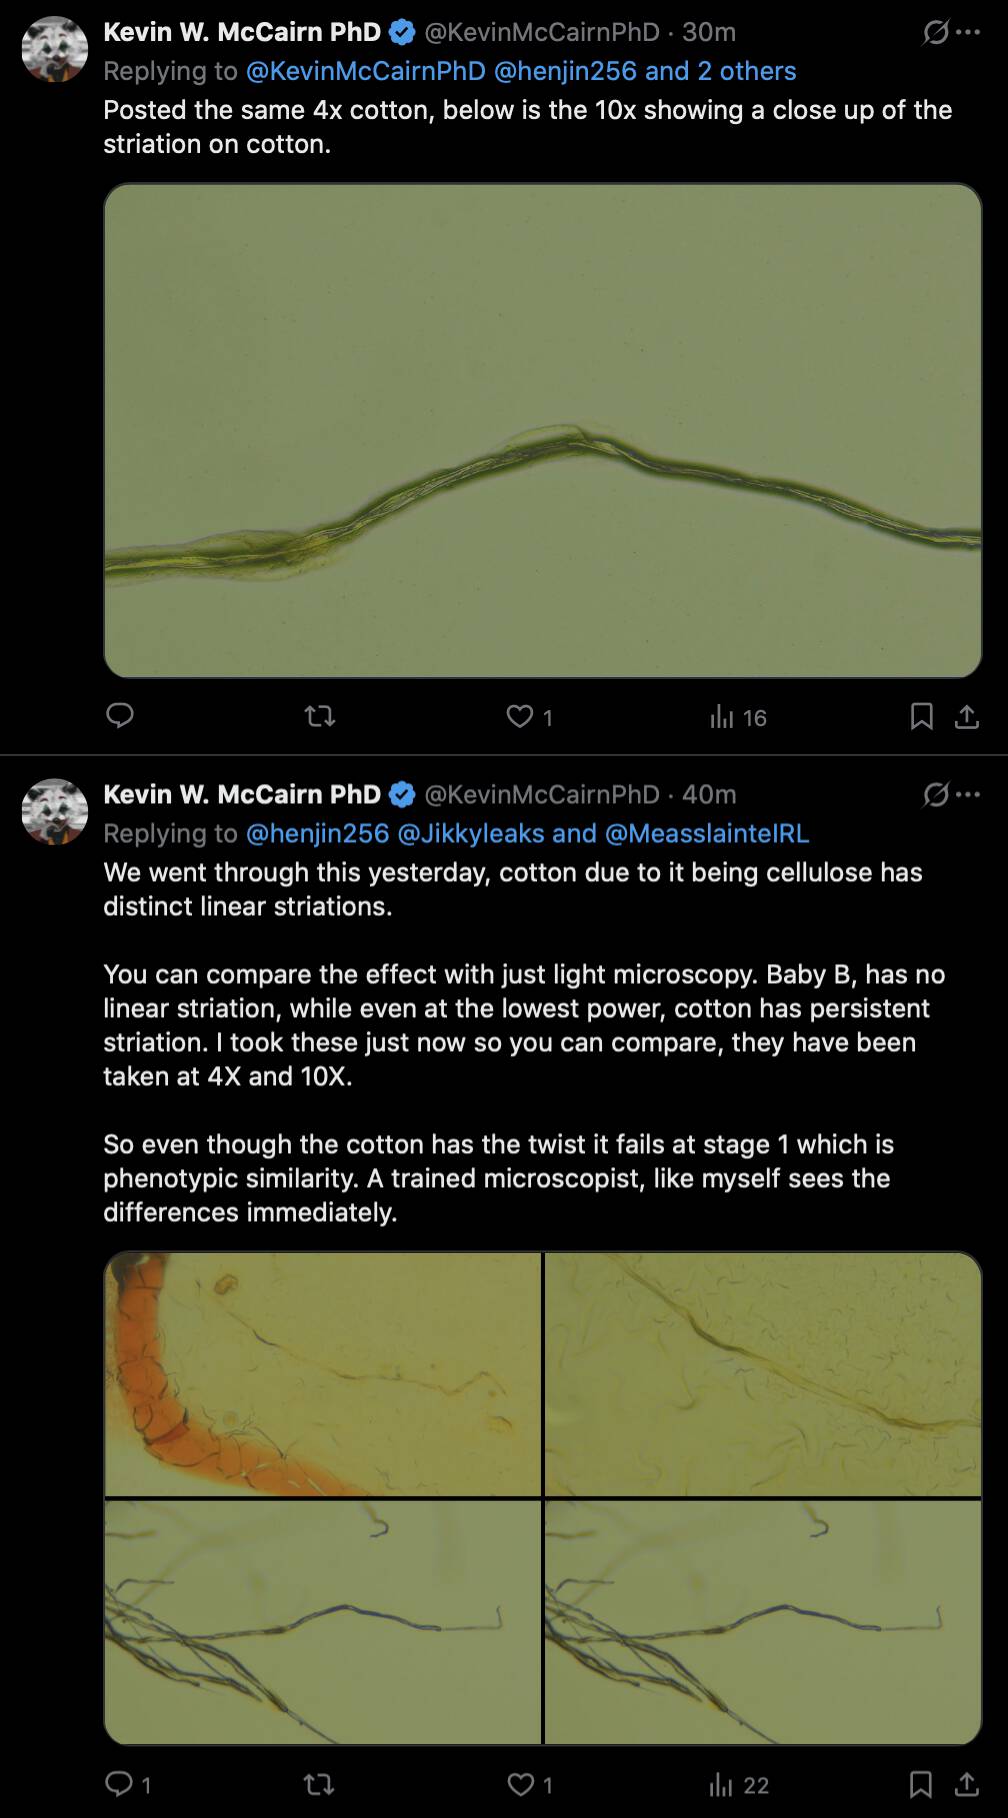 Kevin W. McCairn PhD @KevinMcCairnPhD · 30m
Replying to @KevinMcCairnPhD @henjin256 and 2 others
Posted the same 4x cotton, below is the 10x showing a close up of the
striation on cotton.
1
16
Kevin W. McCairn PhD @KevinMcCairnPhD · 40m
Replying to @henjin256 @Jikkyleaks and @MeasslainteIRL
We went through this yesterday, cotton due to it being cellulose has
distinct linear striations.
You can compare the effect with just light microscopy. Baby B, has no
linear striation, while even at the lowest power, cotton has persistent
striation. I took these just now so you can compare, they have been
taken at 4X and 10X.
So even though the cotton has the twist it fails at stage 1 which is
phenotypic similarity. A trained microscopist, like myself sees the
differences immediately.
1
1
22